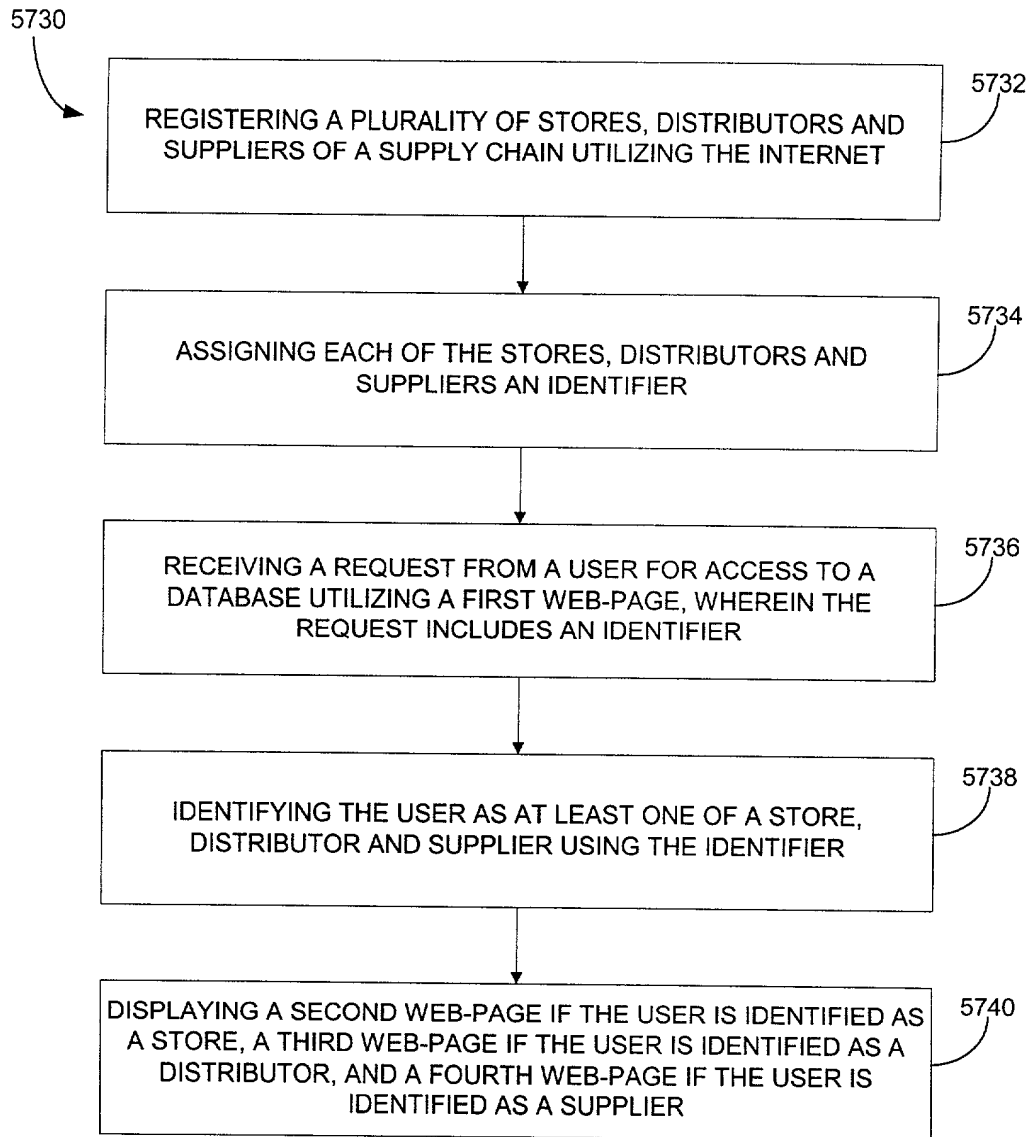 5730
5732
REGISTERING A PLURALITY OF STORES, DISTRIBUTORS AND
SUPPLIERS OF A SUPPLY CHAIN UTILIZING THE INTERNET
5734
ASSIGNING EACH OF THE STORES, DISTRIBUTORS AND
SUPPLIERS AN IDENTIFIER
5736
RECEIVING A REQUEST FROM A USER FOR ACCESS TO A
DATABASE UTILIZING A FIRST WEB-PAGE, WHEREIN THE
REQUEST INCLUDES AN IDENTIFIER
5738
IDENTIFYING THE USER AS AT LEAST ONE OF A STORE,
DISTRIBUTOR AND SUPPLIER USING THE IDENTIFIER
5740
DISPLAYING A SECOND WEB-PAGE IF THE USER IS IDENTIFIED AS
A STORE, A THIRD WEB-PAGE IF THE USER IS IDENTIFIED AS A
DISTRIBUTOR, AND A FOURTH WEB-PAGE IF THE USER IS
IDENTIFIED AS A SUPPLIER